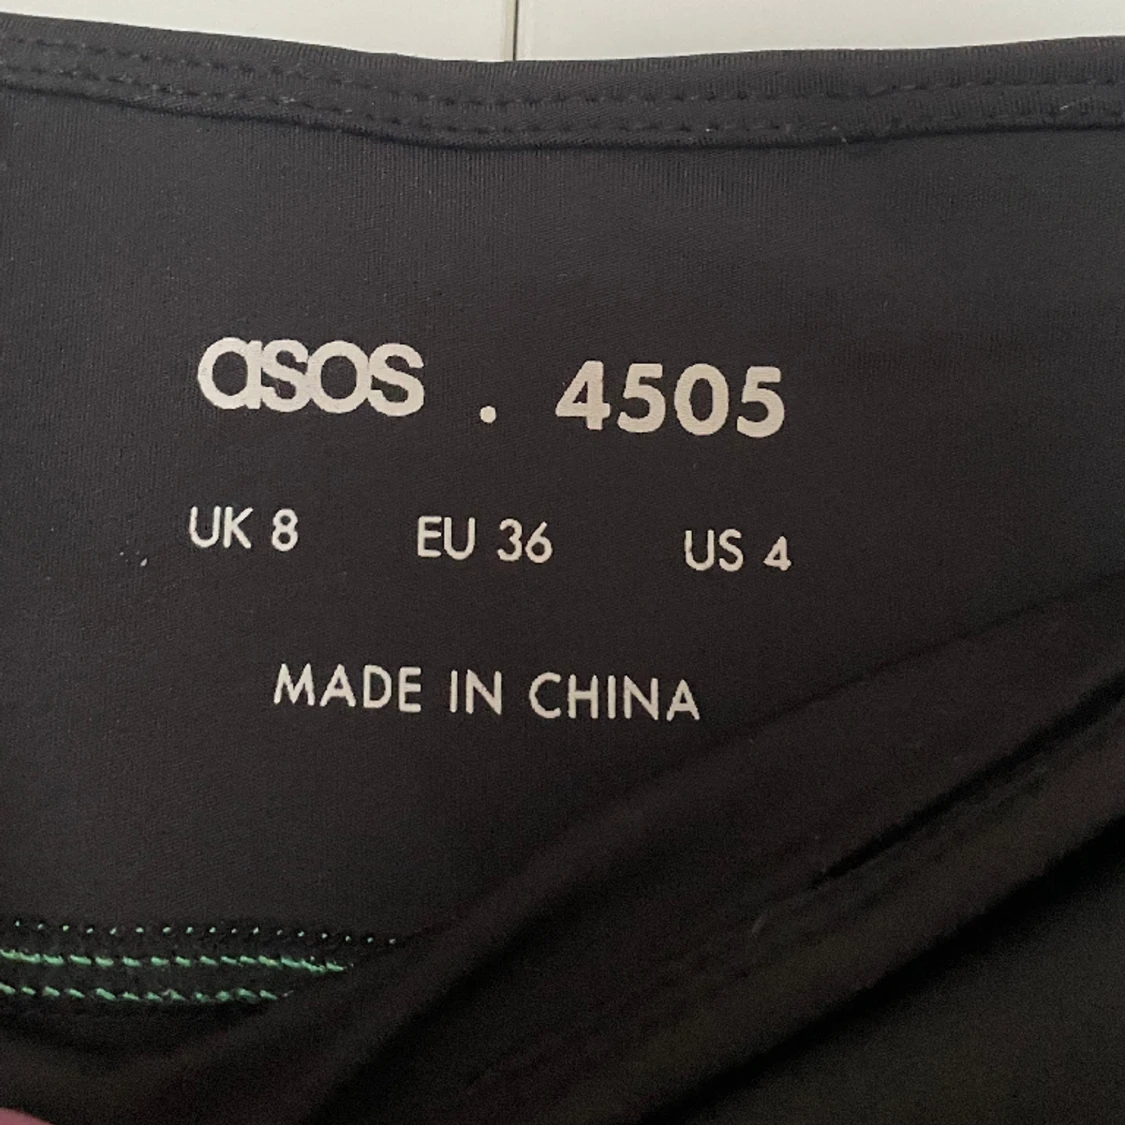 asos . 4505
UK 8 EU 36 US 4
MADE IN CHINA